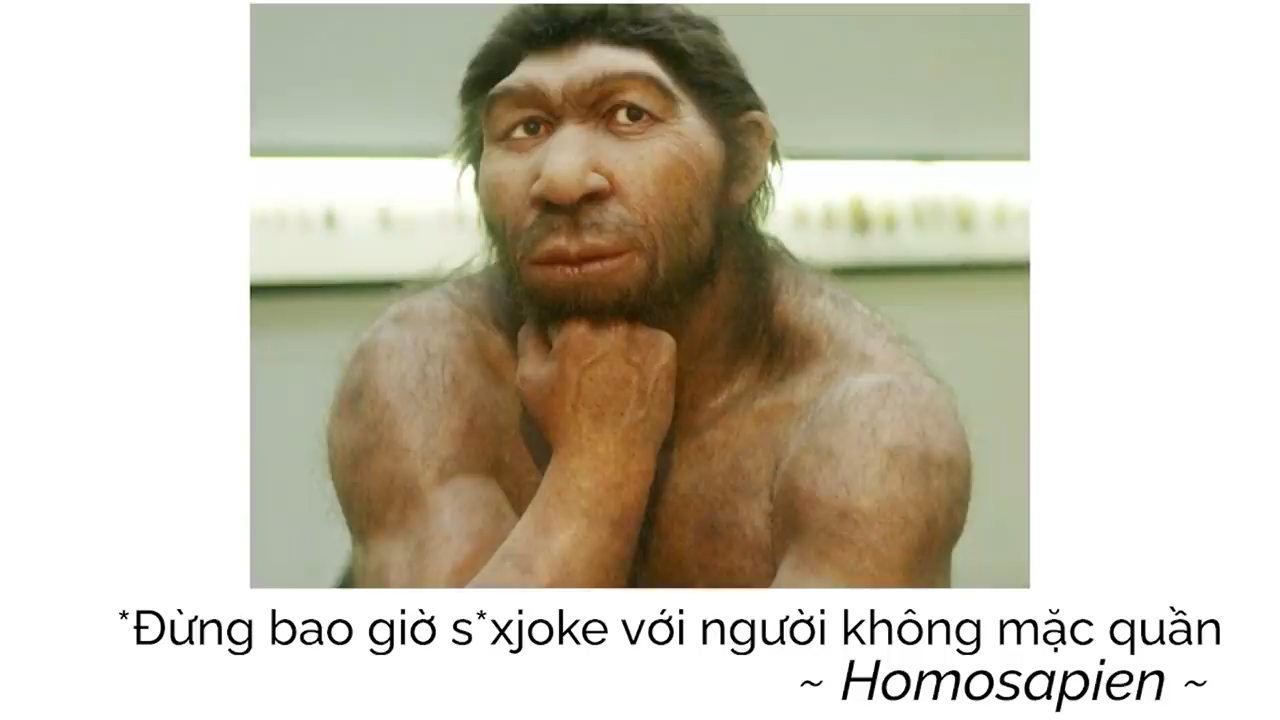 *Đừng bao giờ s*xjoke với người không mặc quần
~ Homosapien ~